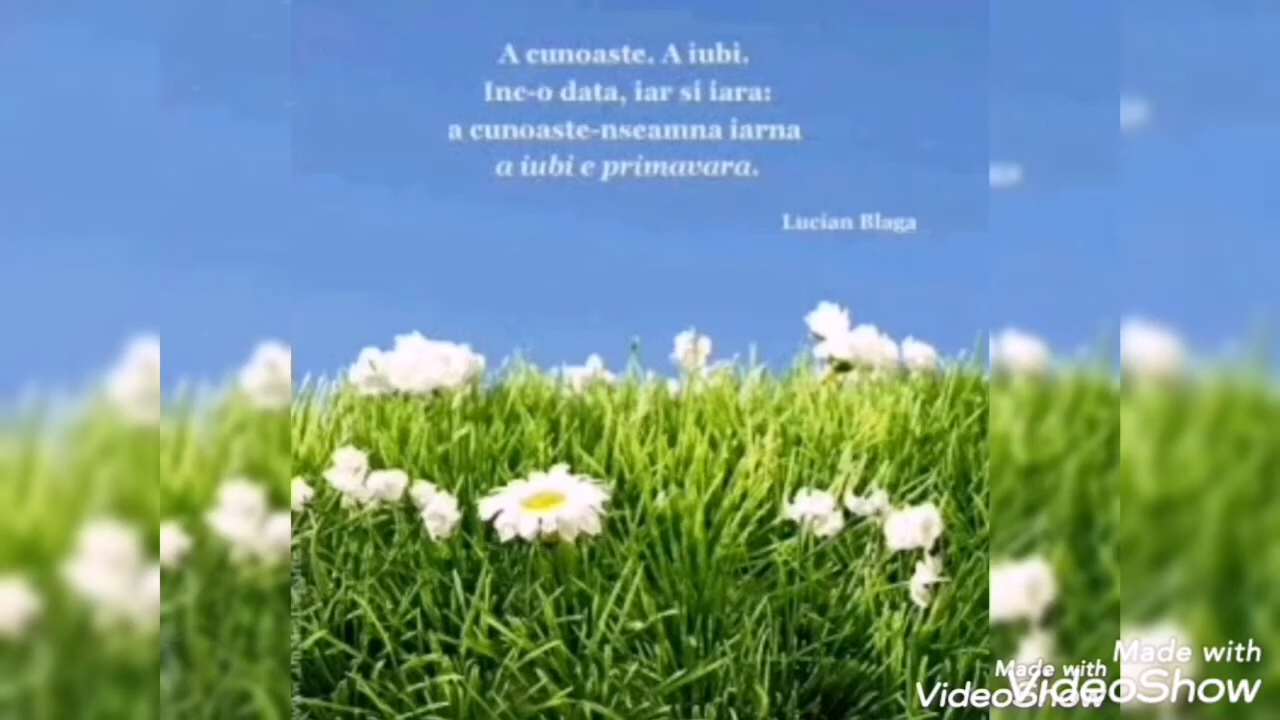 A cunoaste. A iubi.
Inc-o data, iar si iara:
a cunoaste-nseamna iarna
a iubi e primavara.
Lucian Blaga
Made with
VideoShow
Made with
VideoShow